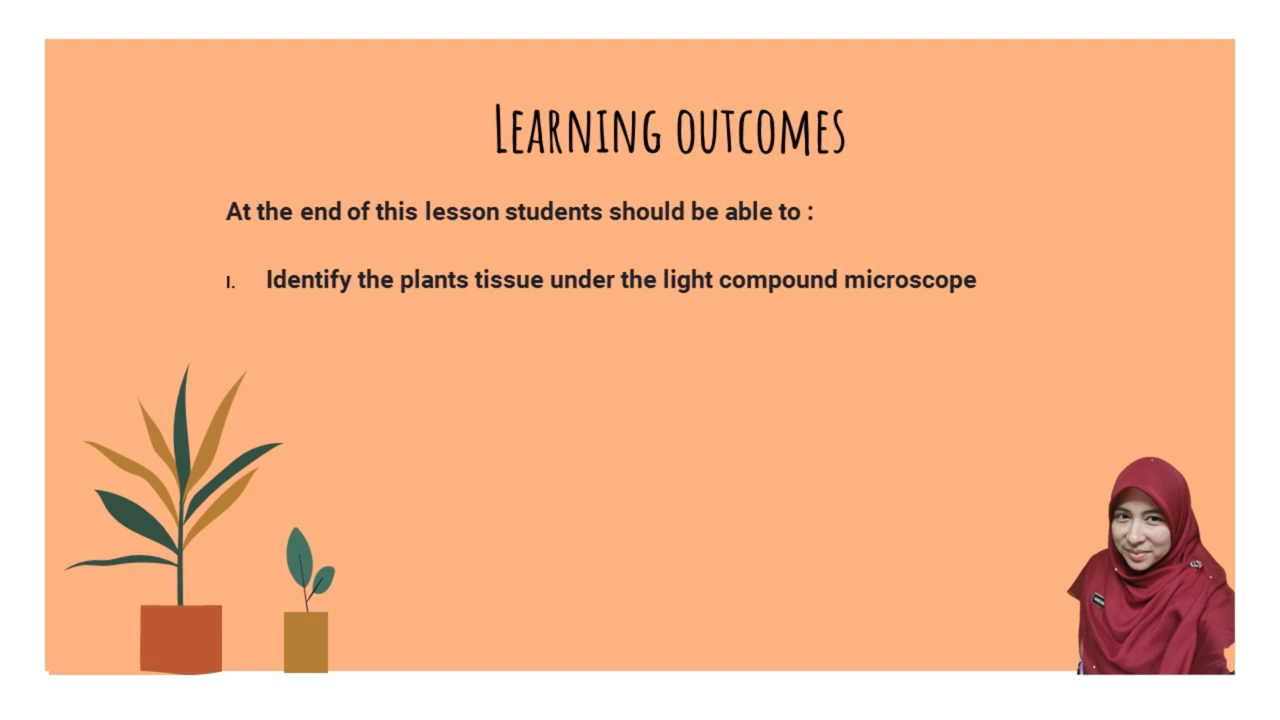 Learning outcomes
At the end of this lesson students should be able to :
I. Identify the plants tissue under the light compound microscope